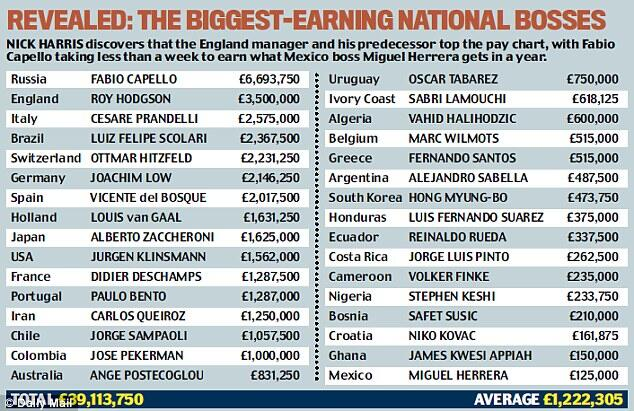 REVEALED: THE BIGGEST-EARNING NATIONAL BOSSES
NICK HARRIS discovers that the England manager and his predecessor top the pay chart, with Fabio
Capello taking less than a week to earn what Mexico boss Miguel Herrera gets in a year.
Russia FABIO CAPELLO £6,693,750
England ROY HODGSON £3,500,000
Italy CESARE PRANDELLI £2,575,000
Brazil LUIZ FELIPE SCOLARI £2,367,500
Switzerland OTTMAR HITZFELD £2,231,250
Germany JOACHIM LOW £2,146,250
Spain VICENTE del BOSQUE £2,017,500
Holland LOUIS van GAAL £1,631,250
Japan ALBERTO ZACCHERONI £1,625,000
USA JURGEN KLINSMANN £1,562,000
France DIDIER DESCHAMPS £1,287,500
Portugal PAULO BENTO £1,287,000
Iran CARLOS QUEIROZ £1,250,000
Chile JORGE SAMPAOLI £1,057,500
Colombia JOSE PEKERMAN £1,000,000
Australia ANGE POSTECOGLOU £831,250
Uruguay OSCAR TABAREZ £750,000
Ivory Coast SABRI LAMOUCHI £618,125
Algeria VAHID HALIHODZIC £600,000
Belgium MARC WILMOTS £515,000
Greece FERNANDO SANTOS £515,000
Argentina ALEJANDRO SABELLA £487,500
South Korea HONG MYUNG-BO £473,750
Honduras LUIS FERNANDO SUAREZ £375,000
Ecuador REINALDO RUEDA £337,500
Costa Rica JORGE LUIS PINTO £262,500
Cameroon VOLKER FINKE £235,000
Nigeria STEPHEN KESHI £233,750
Bosnia SAFET SUSIC £210,000
Croatia NIKO KOVAC £161,875
Ghana JAMES KWESI APPIAH £150,000
Mexico MIGUEL HERRERA £125,000
TOTAL £39,113,750 AVERAGE £1,222,305
© Daily Mail